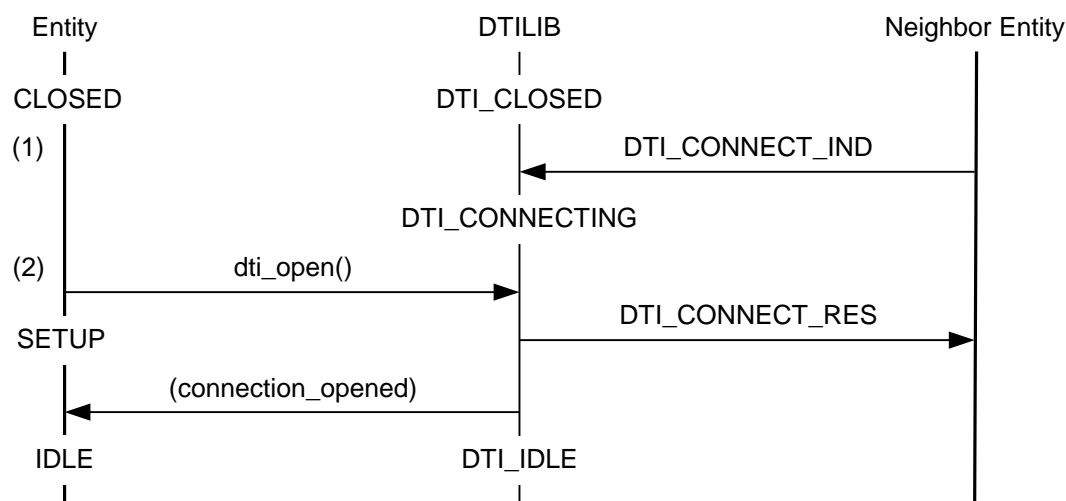 Entity DTILIB Neighbor Entity
CLOSED DTI_CLOSED
(1) DTI_CONNECT_IND
DTI_CONNECTING
(2) dti_open()
DTI_CONNECT_RES
SETUP
(connection_opened)
IDLE DTI_IDLE